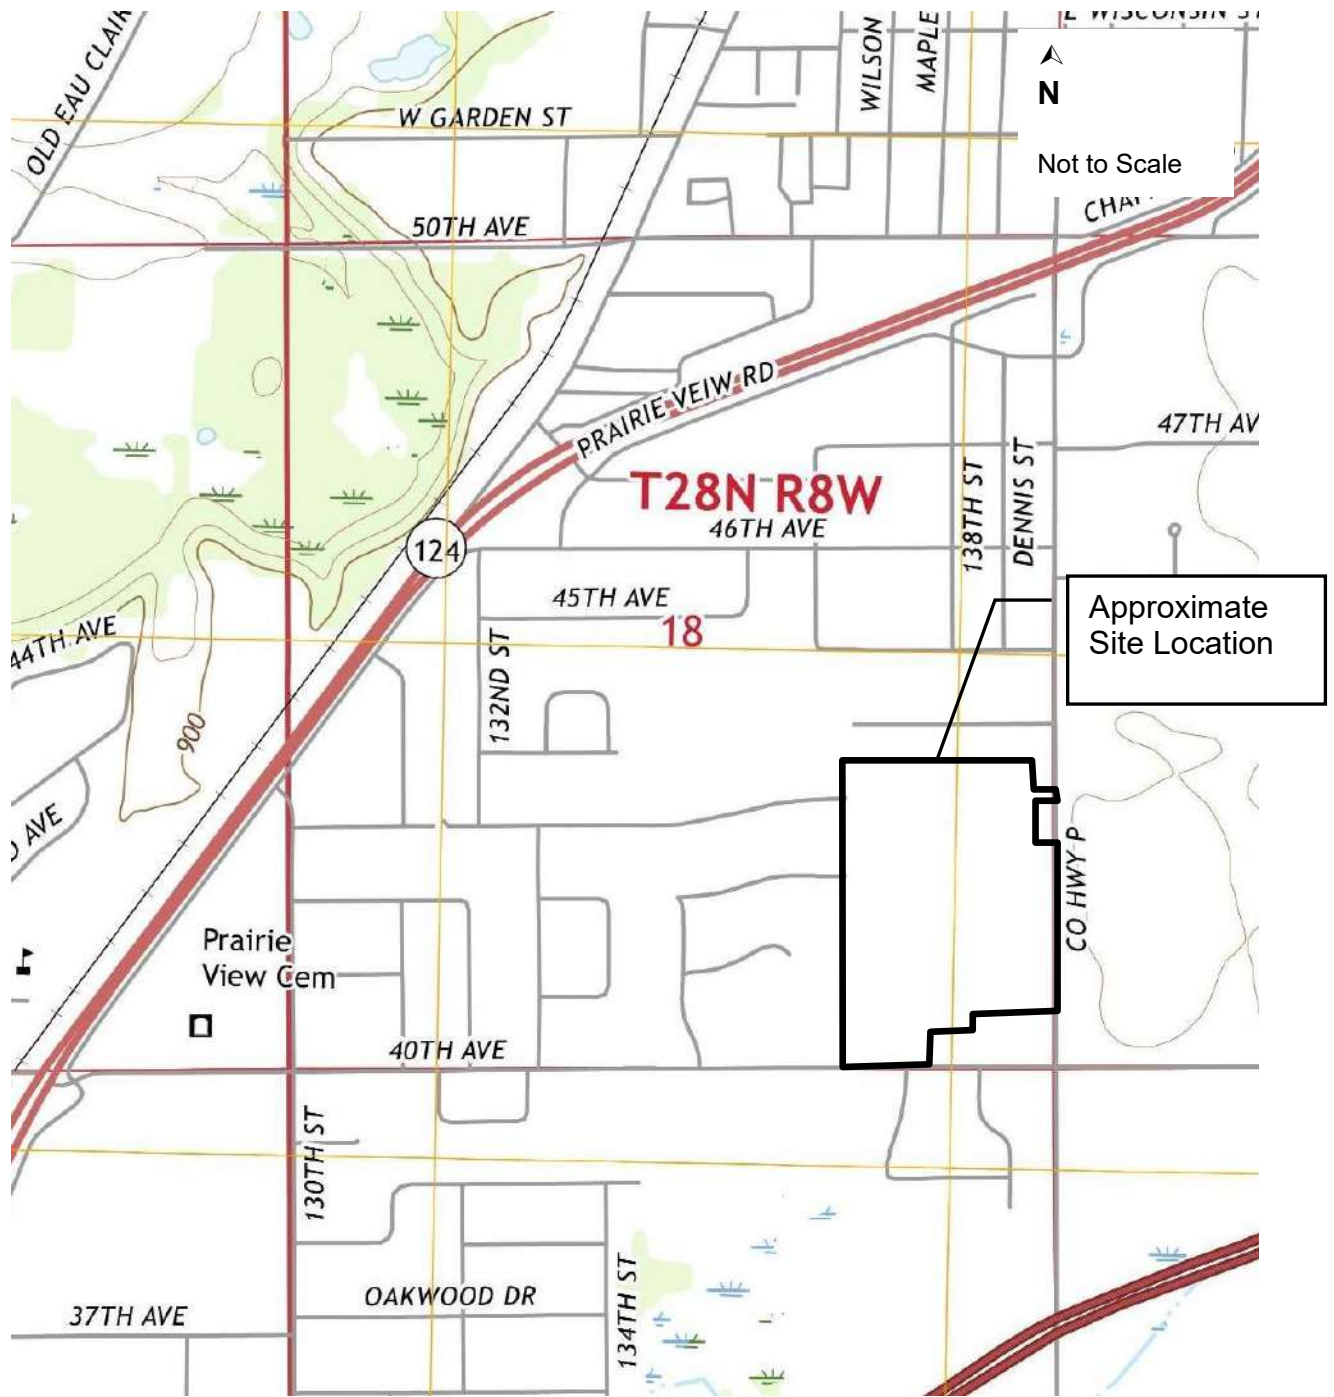 E WISCONSIN ST
OLD EAU CLAIR
WILSON
MAPLE
N
Not to Scale
W GARDEN ST
50TH AVE
PRAIRIE VEIW RD
47TH AV
T28N R8W
46TH AVE
138TH ST
DENNIS ST
124
45TH AVE
18
Approximate
Site Location
44TH AVE
132ND ST
900
AVE
CO HWY P
Prairie
View Cem
40TH AVE
130TH ST
OAKWOOD DR
134TH ST
37TH AVE